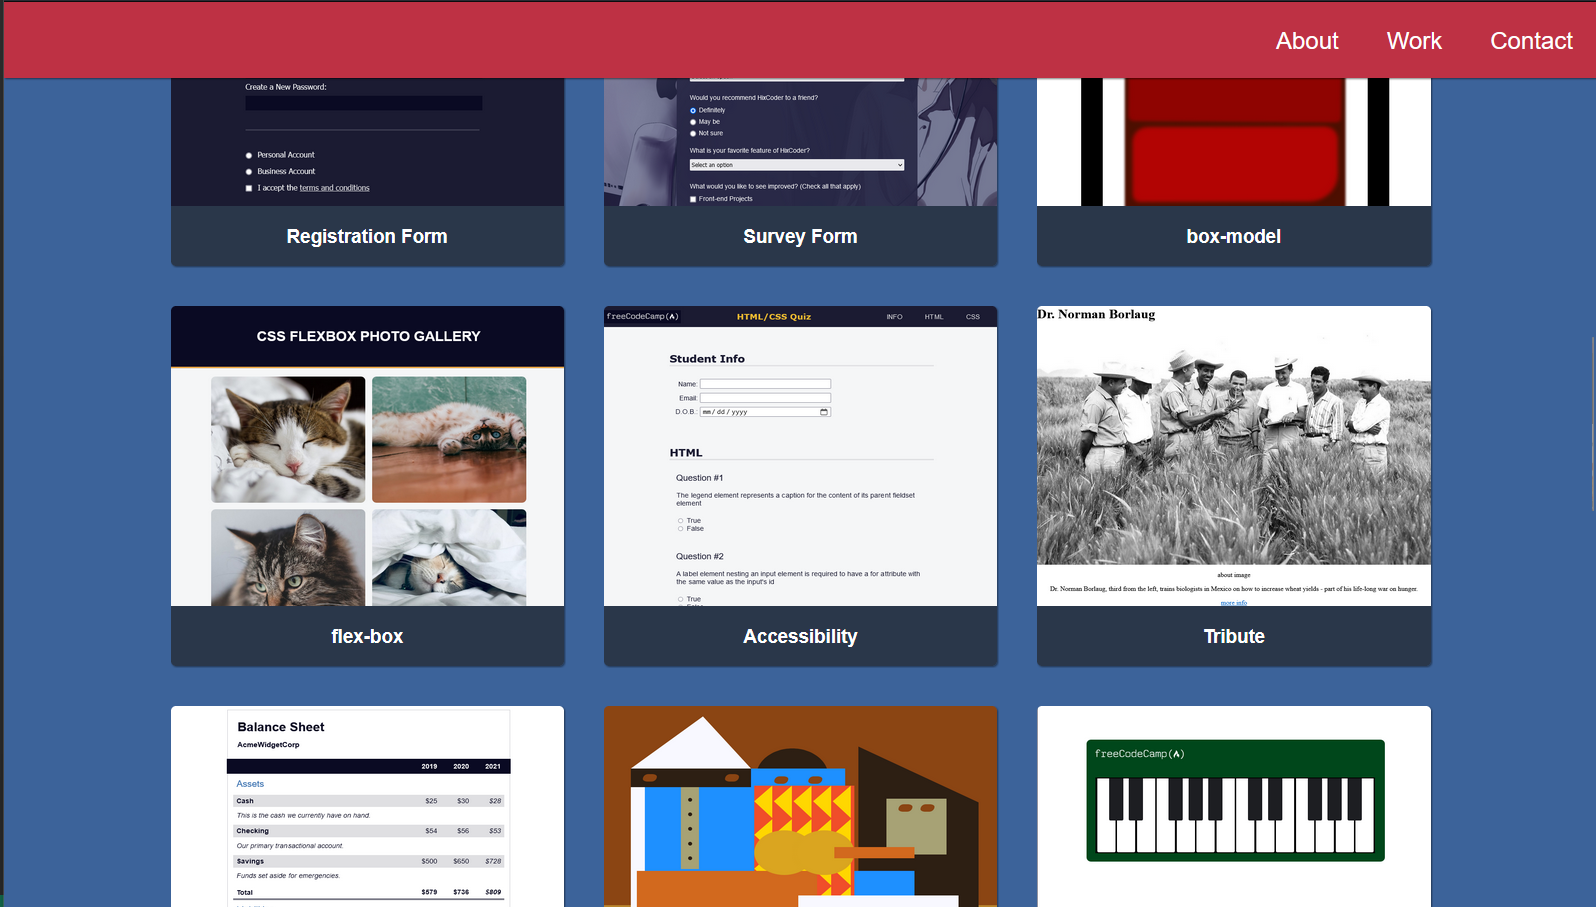 About Work Contact
Create a New Password:
Personal Account
Business Account
I accept the terms and conditions
Registration Form
Would you recommend HixCoder to a friend?
Definitely
May be
Not sure
What is your favorite feature of HixCoder?
Select an option
What would you like to see improved? (Check all that apply)
Front-end Projects
Survey Form
box-model
CSS FLEXBOX PHOTO GALLERY
flex-box
freeCodeCamp(🔥) HTML/CSS Quiz INFO HTML CSS
Student Info
Name:
Email:
D.O.B.: mm/dd/yyyy
HTML
Question #1
The legend element represents a caption for the content of its parent fieldset
element
True
False
Question #2
A label element nesting an input element is required to have a for attribute with
the same value as the input's id
True
Accessibility
Dr. Norman Borlaug
about image
Dr. Norman Borlaug, third from the left, trains biologists in Mexico on how to increase wheat yields - part of his life-long war on hunger.
more info
Tribute
Balance Sheet
AcmeWidgetCorp
2019 2020 2021
Assets
Cash $25 $30 $28
This is the cash we currently have on hand.
Checking $54 $56 $53
Our primary transactional account.
Savings $500 $650 $728
Funds set aside for emergencies.
Total $579 $736 $809
freeCodeCamp(🔥)